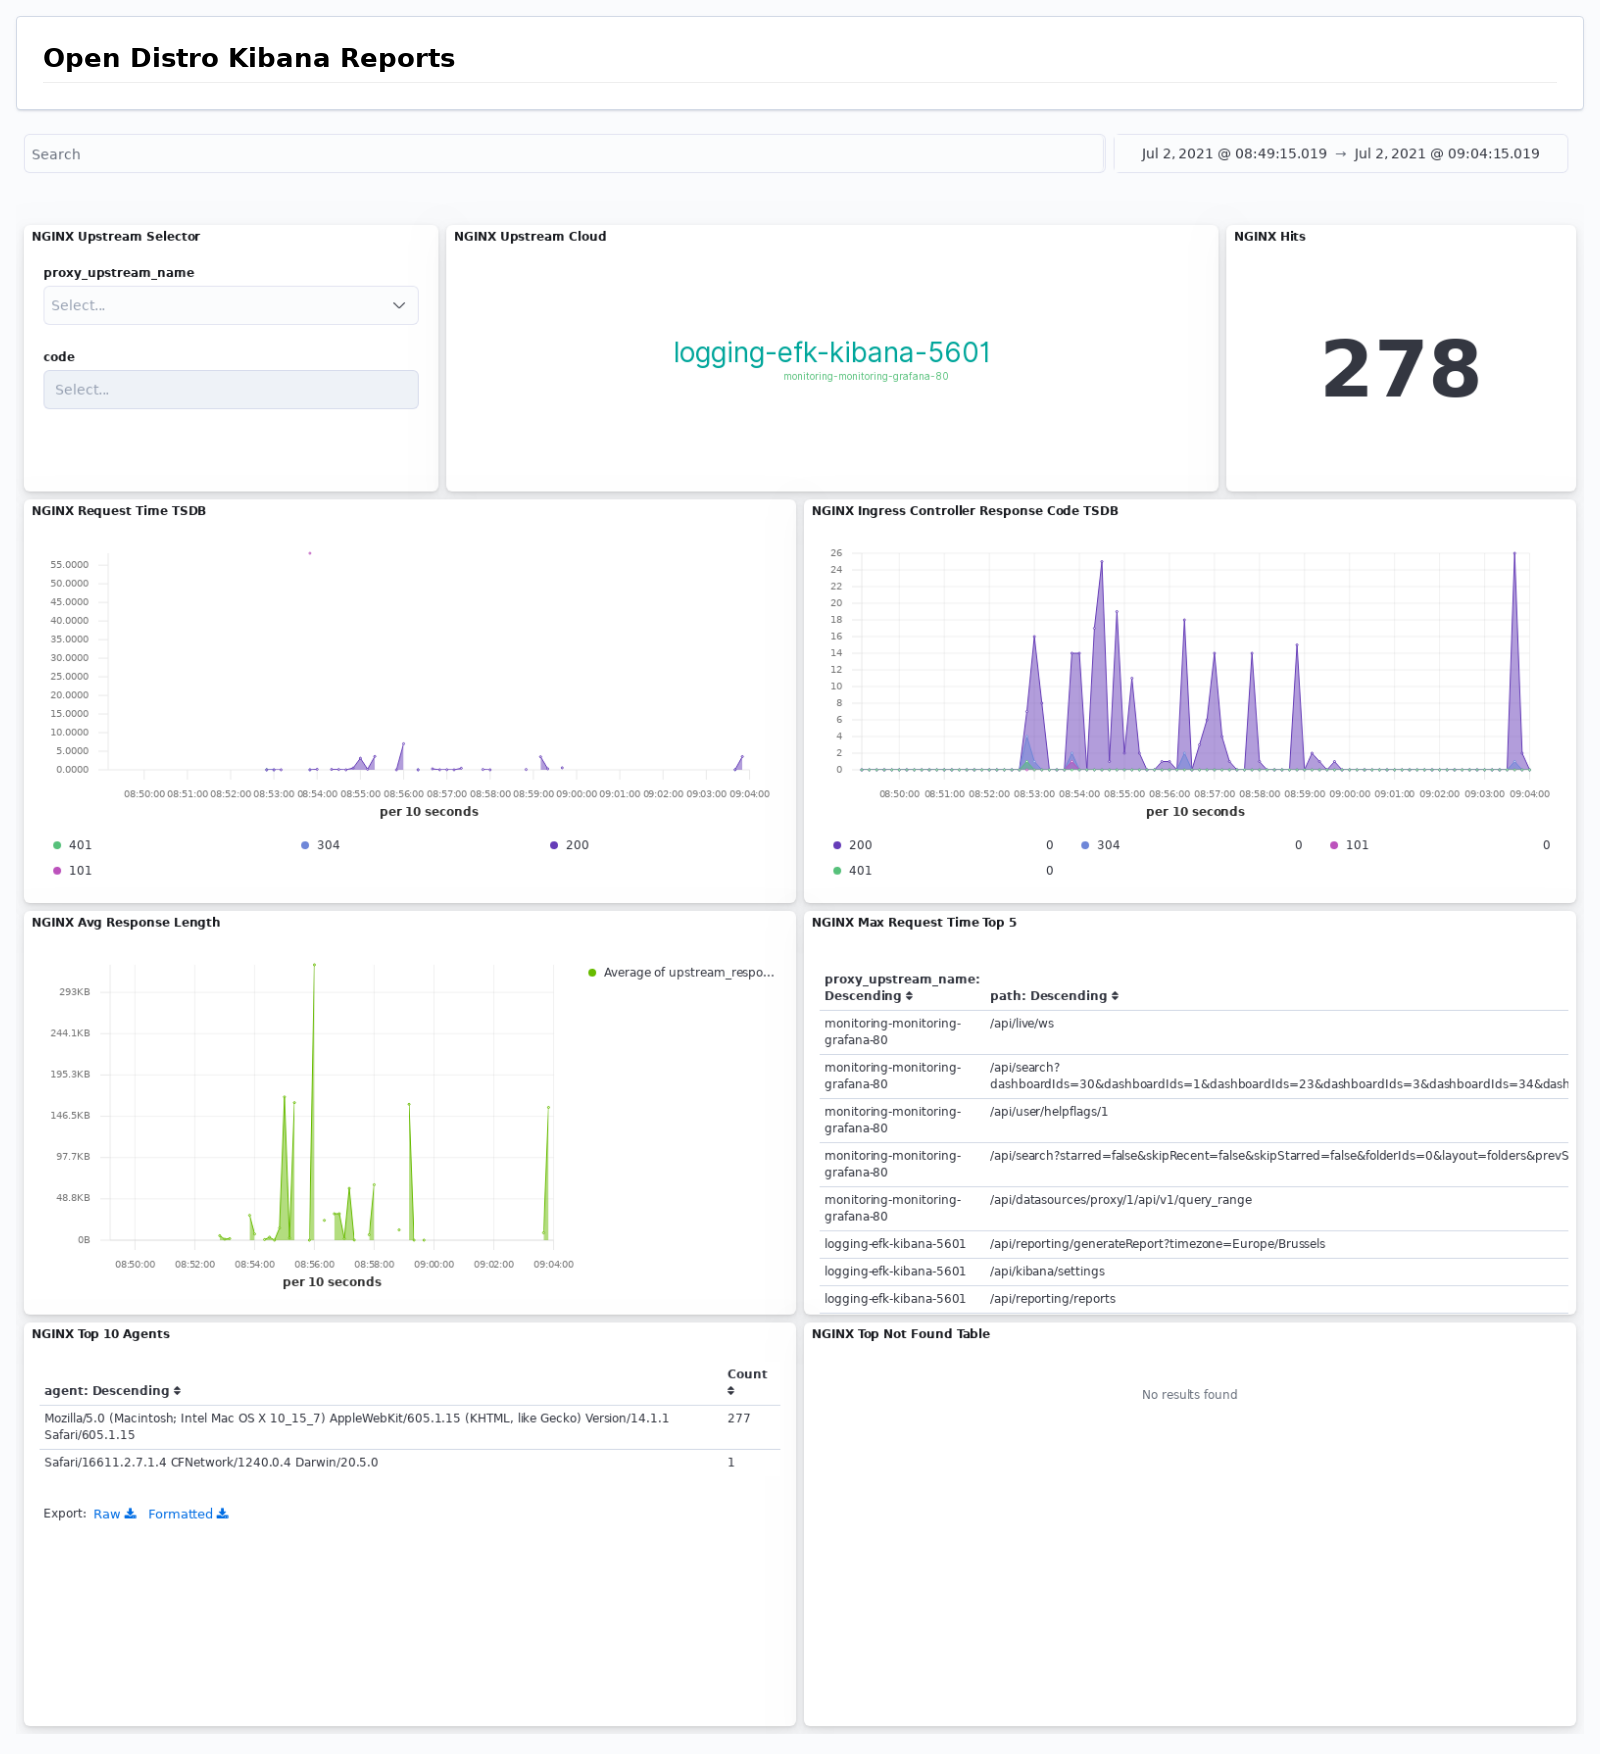 Open Distro Kibana Reports
Search
Jul 2, 2021 @ 08:49:15.019 → Jul 2, 2021 @ 09:04:15.019
NGINX Upstream Selector
proxy_upstream_name
Select...
code
Select...
NGINX Upstream Cloud
logging-efk-kibana-5601
monitoring-monitoring-grafana-80
NGINX Hits
278
NGINX Request Time TSDB
55.0000
50.0000
45.0000
40.0000
35.0000
30.0000
25.0000
20.0000
15.0000
10.0000
5.0000
0.0000
08:50:00 08:51:00 08:52:00 08:53:00 08:54:00 08:55:00 08:56:00 08:57:00 08:58:00 08:59:00 09:00:00 09:01:00 09:02:00 09:03:00 09:04:00
per 10 seconds
401 304 200
101
NGINX Ingress Controller Response Code TSDB
26
24
22
20
18
16
14
12
10
8
6
4
2
0
08:50:00 08:51:00 08:52:00 08:53:00 08:54:00 08:55:00 08:56:00 08:57:00 08:58:00 08:59:00 09:00:00 09:01:00 09:02:00 09:03:00 09:04:00
per 10 seconds
200 0 304 0 101 0
401 0
NGINX Avg Response Length
293KB
244.1KB
195.3KB
146.5KB
97.7KB
48.8KB
0B
08:50:00 08:52:00 08:54:00 08:56:00 08:58:00 09:00:00 09:02:00 09:04:00
per 10 seconds
Average of upstream_respo...
NGINX Max Request Time Top 5
proxy_upstream_name:
Descending path: Descending
monitoring-monitoring- /api/live/ws
grafana-80
monitoring-monitoring- /api/search?
grafana-80 dashboardIds=30&dashboardIds=1&dashboardIds=23&dashboardIds=3&dashboardIds=34&dash
monitoring-monitoring- /api/user/helpflags/1
grafana-80
monitoring-monitoring- /api/search?starred=false&skipRecent=false&skipStarred=false&folderIds=0&layout=folders&prevS
grafana-80
monitoring-monitoring- /api/datasources/proxy/1/api/v1/query_range
grafana-80
logging-efk-kibana-5601 /api/reporting/generateReport?timezone=Europe/Brussels
logging-efk-kibana-5601 /api/kibana/settings
logging-efk-kibana-5601 /api/reporting/reports
NGINX Top 10 Agents
Count
agent: Descending
Mozilla/5.0 (Macintosh; Intel Mac OS X 10_15_7) AppleWebKit/605.1.15 (KHTML, like Gecko) Version/14.1.1 277
Safari/605.1.15
Safari/16611.2.7.1.4 CFNetwork/1240.0.4 Darwin/20.5.0 1
Export: Raw Formatted
NGINX Top Not Found Table
No results found